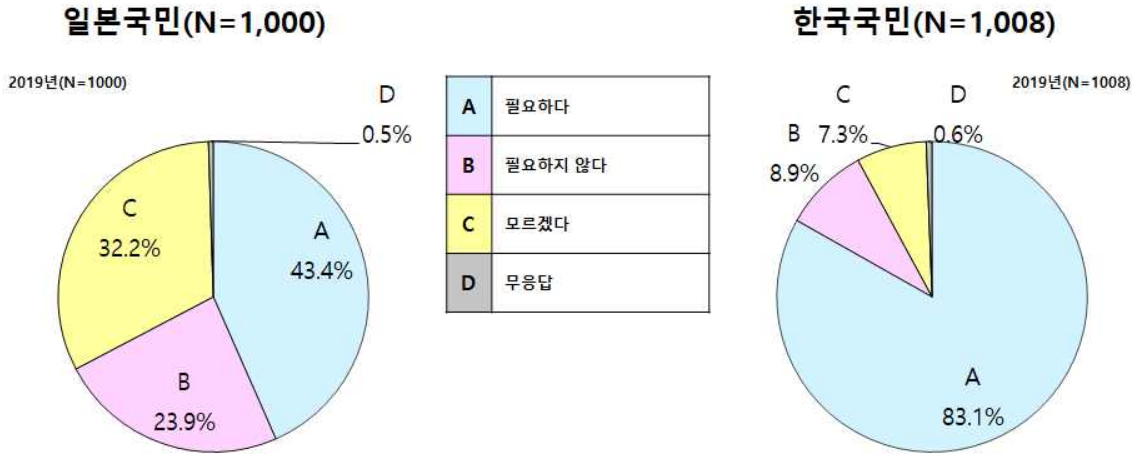 일본국민(N=1,000)
한국국민(N=1,008)
2019년(N=1000)
2019년(N=1008)
A 필요하다
B 필요하지 않다
C 모르겠다
D 무응답
D
0.5%
C
32.2%
A
43.4%
B
23.9%
C
7.3%
D
0.6%
B
8.9%
A
83.1%